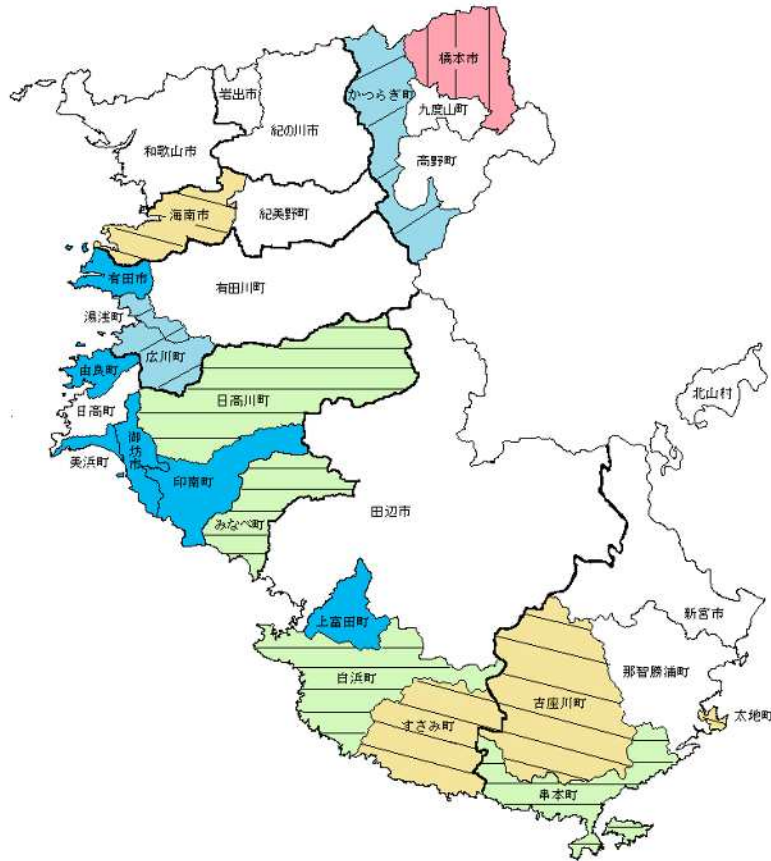 橋本市
かつらぎ町
岩出市
九度山町
紀の川市
和歌山市
高野町
海南市
紀美野町
有田市
有田川町
湯浅町
広川町
由良町
北山村
日高川町
日高町
御坊市
美浜町
印南町
みなべ町
田辺市
上富田町
新宮市
那智勝浦町
白浜町
古座川町
太地町
すさみ町
串本町